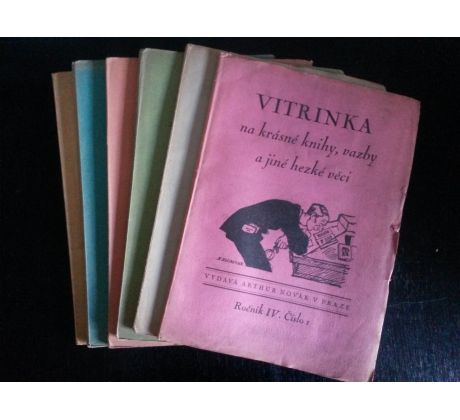 VITRINKA
na krásné knihy, vazby
a jiné hezké věci
VYDÁVÁ ARTHUR NOVÁK V PRAZE
Ročník IV. Číslo 1